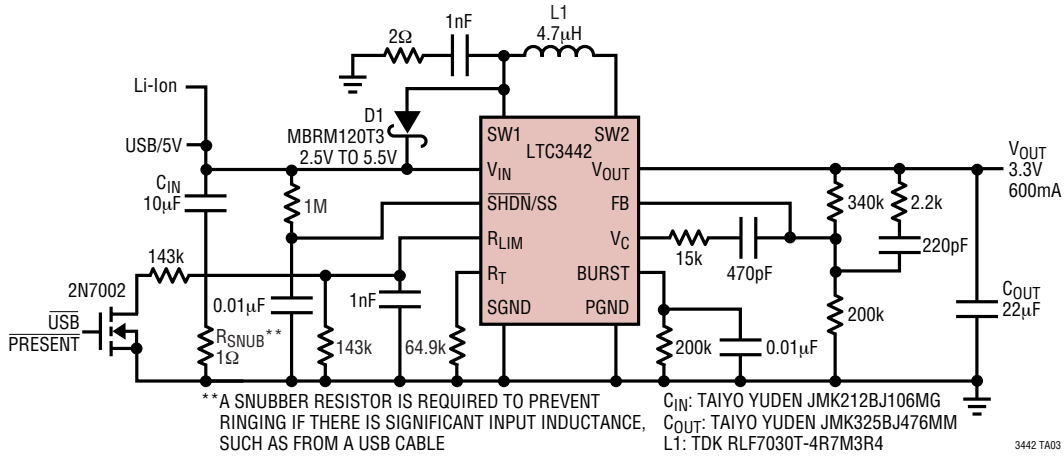 1nF
L1
4.7µH
2Ω
Li-Ion
D1
MBRM120T3
2.5V TO 5.5V
USB/5V
SW1
SW2
LTC3442
VIN
VOUT
VOUT
3.3V
600mA
CIN
10µF
1M
SHDN/SS
FB
340k
2.2k
RLIM
VC
15k
470pF
220pF
143k
RT
BURST
2N7002
0.01µF
1nF
SGND
PGND
200k
COUT
22µF
USB
PRESENT
RSNUB**
1Ω
143k
64.9k
200k
0.01µF
**A SNUBBER RESISTOR IS REQUIRED TO PREVENT
RINGING IF THERE IS SIGNIFICANT INPUT INDUCTANCE,
SUCH AS FROM A USB CABLE
CIN: TAIYO YUDEN JMK212BJ106MG
COUT: TAIYO YUDEN JMK325BJ476MM
L1: TDK RLF7030T-4R7M3R4
3442 TA03